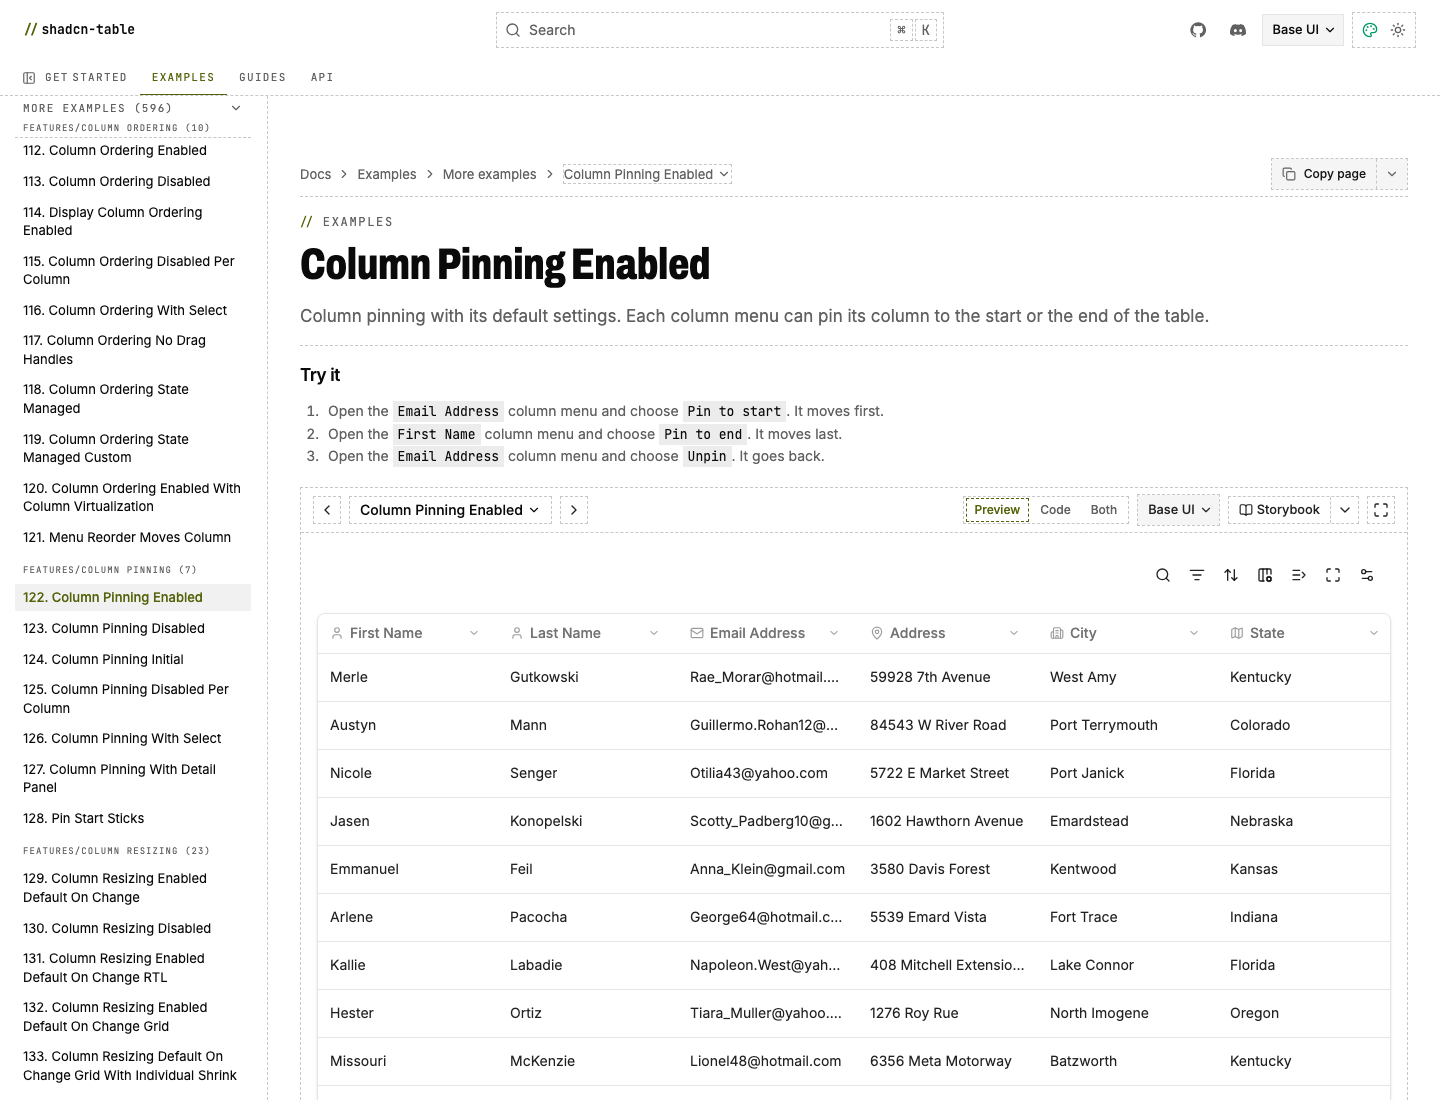 // shadcn-table
Search
⌘ K
Base UI
GET STARTED
EXAMPLES
GUIDES
API
MORE EXAMPLES (596)
FEATURES/COLUMN ORDERING (10)
112. Column Ordering Enabled
113. Column Ordering Disabled
114. Display Column Ordering
Enabled
115. Column Ordering Disabled Per
Column
116. Column Ordering With Select
117. Column Ordering No Drag
Handles
118. Column Ordering State
Managed
119. Column Ordering State
Managed Custom
120. Column Ordering Enabled With
Column Virtualization
121. Menu Reorder Moves Column
FEATURES/COLUMN PINNING (7)
122. Column Pinning Enabled
123. Column Pinning Disabled
124. Column Pinning Initial
125. Column Pinning Disabled Per
Column
126. Column Pinning With Select
127. Column Pinning With Detail
Panel
128. Pin Start Sticks
FEATURES/COLUMN RESIZING (23)
129. Column Resizing Enabled
Default On Change
130. Column Resizing Disabled
131. Column Resizing Enabled
Default On Change RTL
132. Column Resizing Enabled
Default On Change Grid
133. Column Resizing Default On
Change Grid With Individual Shrink
Docs > Examples > More examples > Column Pinning Enabled
Copy page
// EXAMPLES
Column Pinning Enabled
Column pinning with its default settings. Each column menu can pin its column to the start or the end of the table.
Try it
1. Open the Email Address column menu and choose Pin to start. It moves first.
2. Open the First Name column menu and choose Pin to end. It moves last.
3. Open the Email Address column menu and choose Unpin. It goes back.
Column Pinning Enabled
Preview Code Both
Base UI
Storybook
First Name Last Name Email Address Address City State
Merle Gutkowski Rae_Morar@hotmail.... 59928 7th Avenue West Amy Kentucky
Austyn Mann Guillermo.Rohan12@... 84543 W River Road Port Terrymouth Colorado
Nicole Senger Otilia43@yahoo.com 5722 E Market Street Port Janick Florida
Jasen Konopelski Scotty_Padberg10@g... 1602 Hawthorn Avenue Emardstead Nebraska
Emmanuel Feil Anna_Klein@gmail.com 3580 Davis Forest Kentwood Kansas
Arlene Pacocha George64@hotmail.c... 5539 Emard Vista Fort Trace Indiana
Kallie Labadie Napoleon.West@yah... 408 Mitchell Extensio... Lake Connor Florida
Hester Ortiz Tiara_Muller@yahoo.... 1276 Roy Rue North Imogene Oregon
Missouri McKenzie Lionel48@hotmail.com 6356 Meta Motorway Batzworth Kentucky